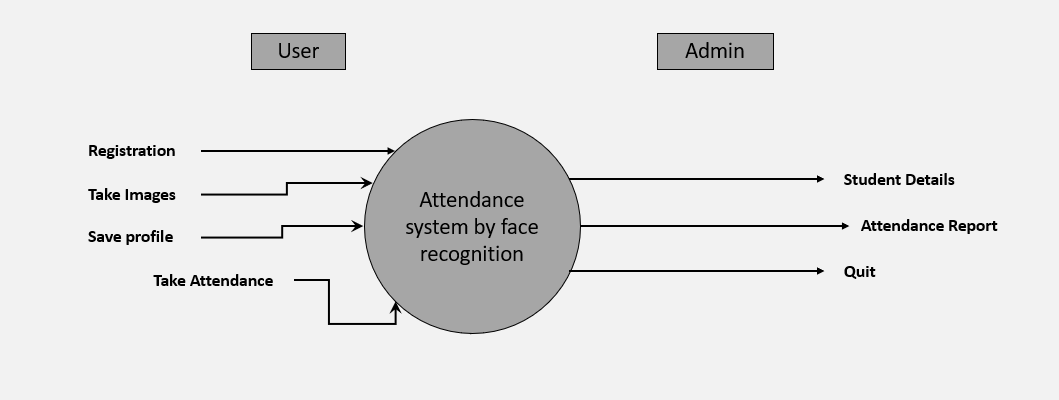 User
Admin
Registration
Take Images
Save profile
Take Attendance
Attendance
system by face
recognition
Student Details
Attendance Report
Quit